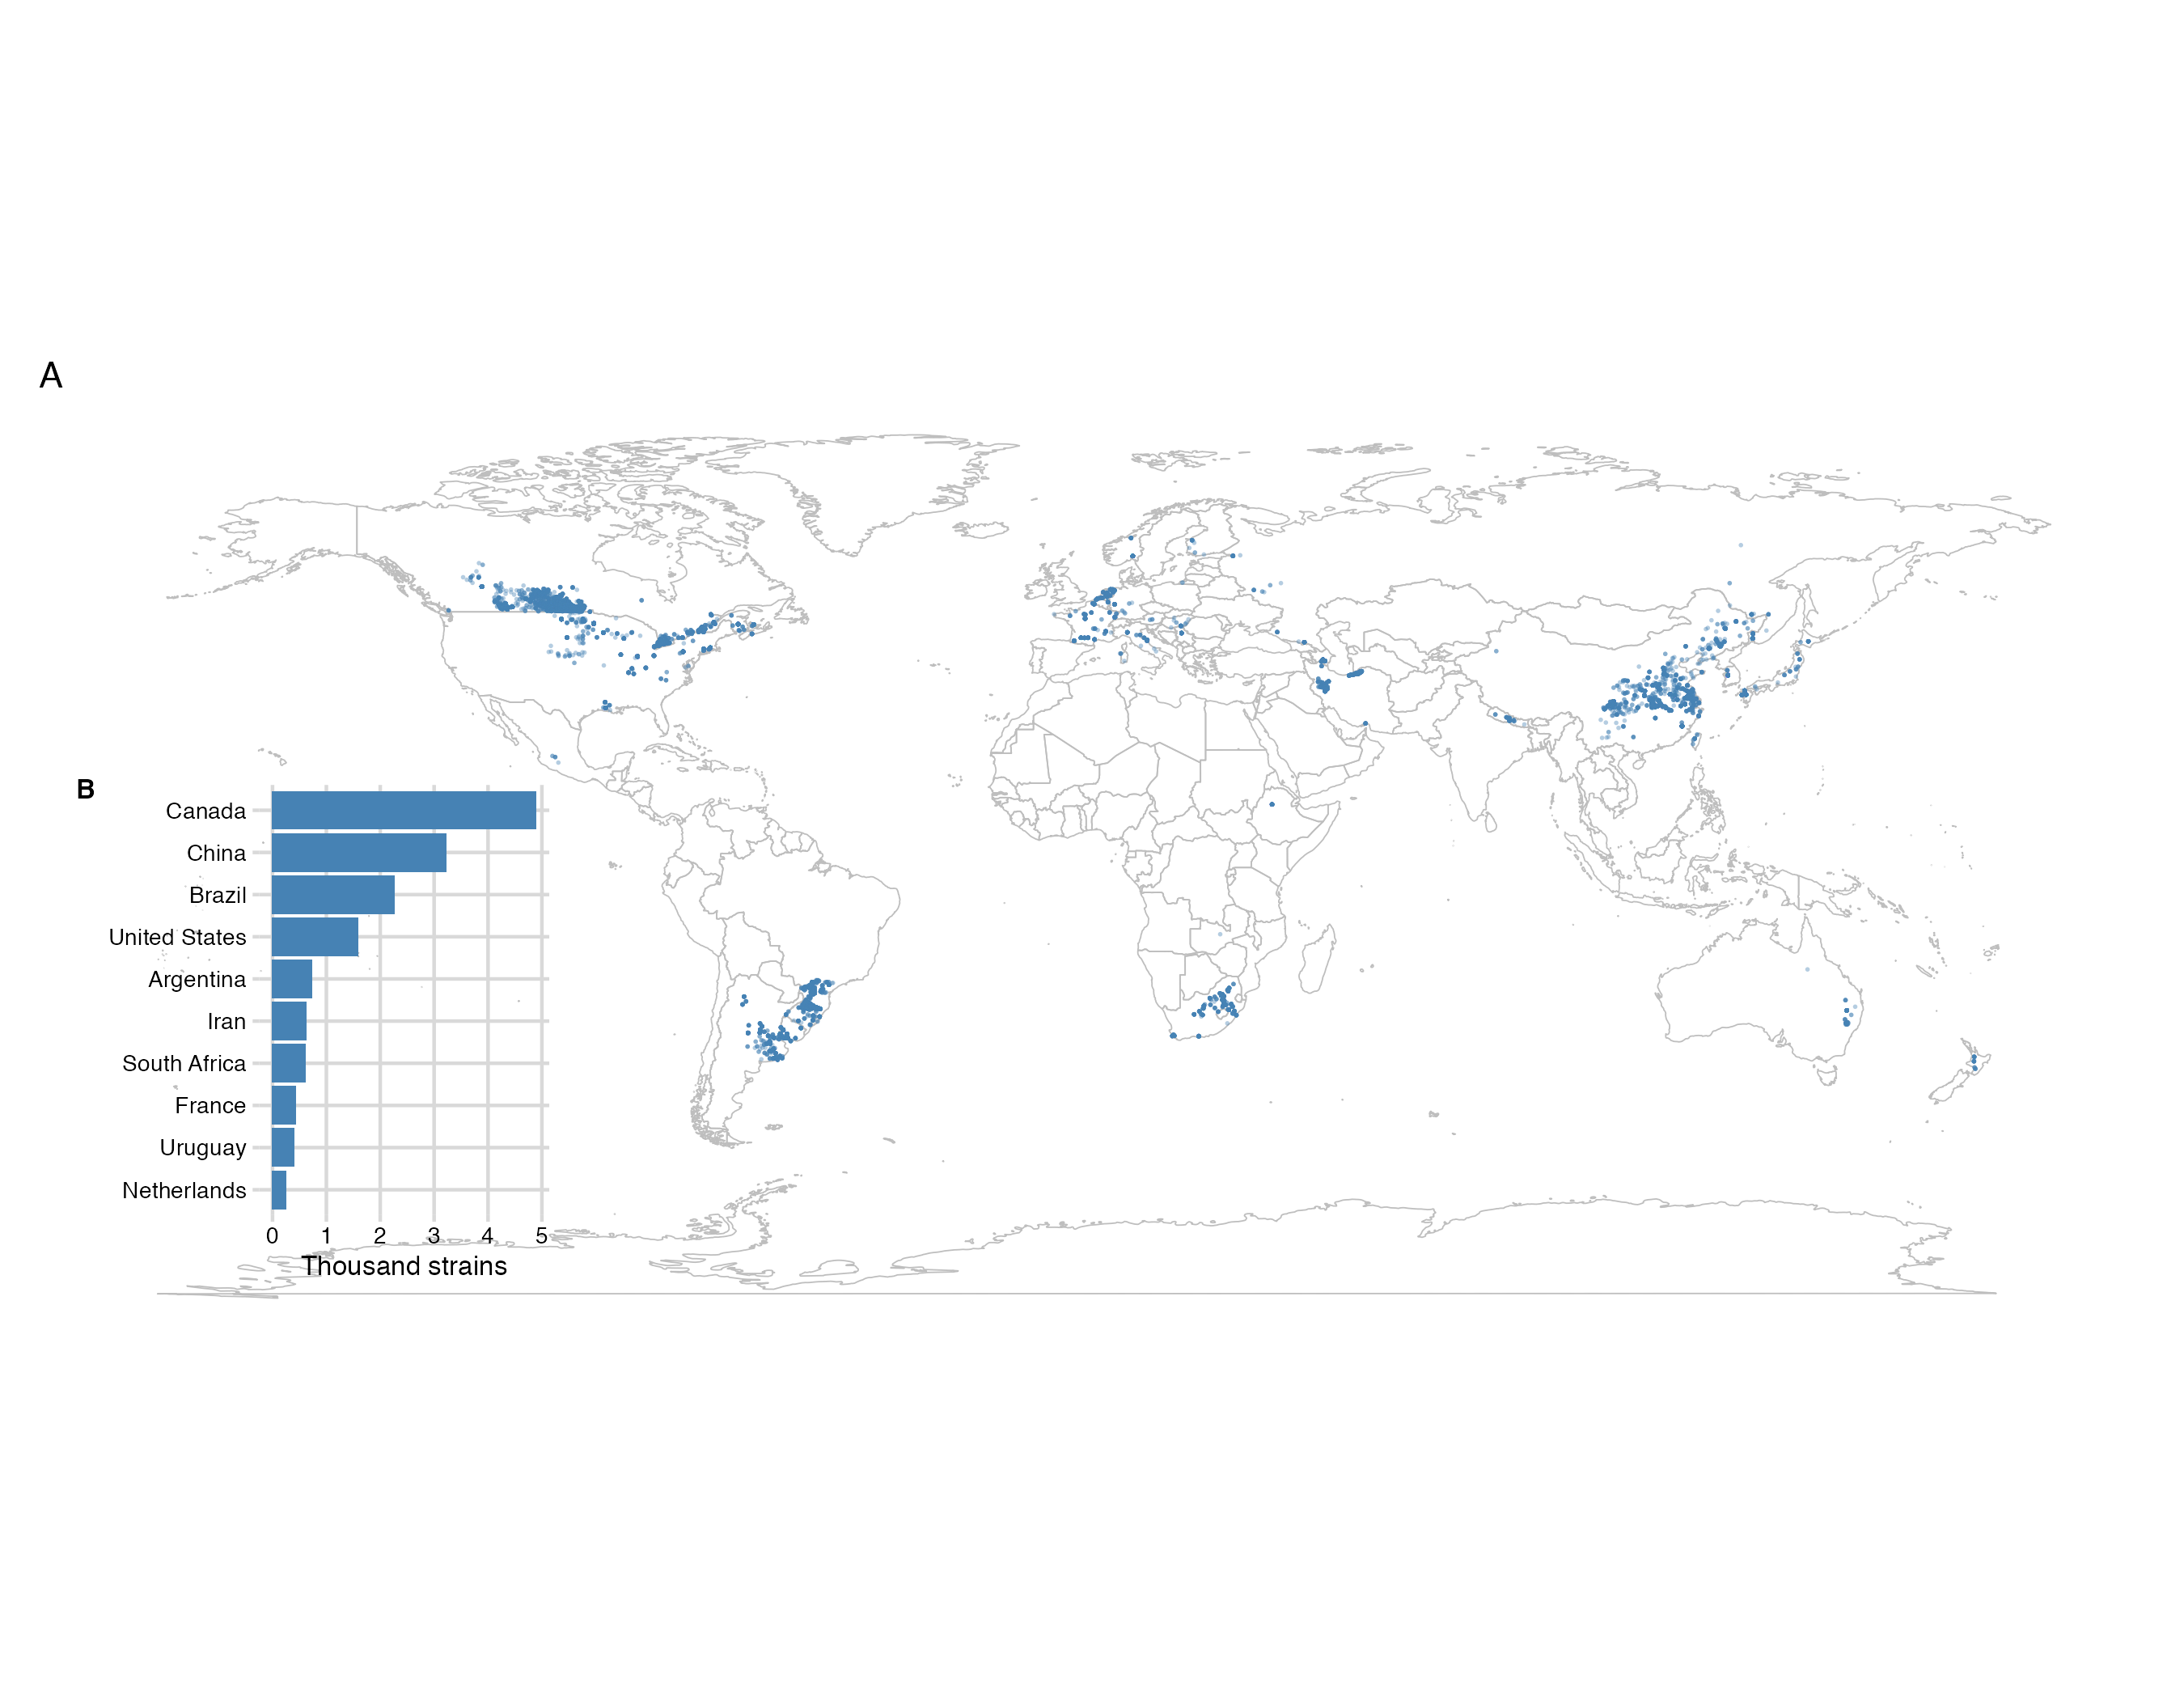 A
B
Canada
China
Brazil
United States
Argentina
Iran
South Africa
France
Uruguay
Netherlands
0 1 2 3 4 5
Thousand strains